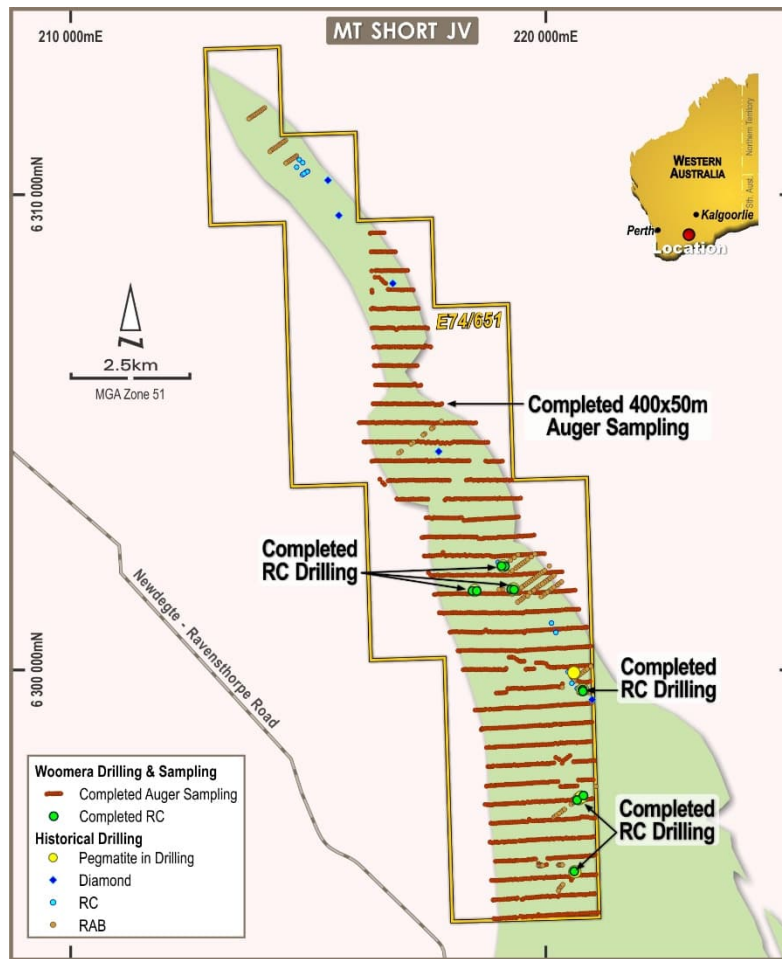 MT SHORT JV
210 000mE
220 000mE
6 310 000mN
6 300 000mN
Northern Territory
Sth. Aust.
WESTERN
AUSTRALIA
Kalgoorlie
Perth
Location
E74/651
N
2.5km
MGA Zone 51
Completed 400x50m
Auger Sampling
Completed
RC Drilling
Completed
RC Drilling
Completed
RC Drilling
Newdegte - Ravensthorpe Road
Woomera Drilling & Sampling
Completed Auger Sampling
Completed RC
Historical Drilling
Pegmatite in Drilling
Diamond
RC
RAB